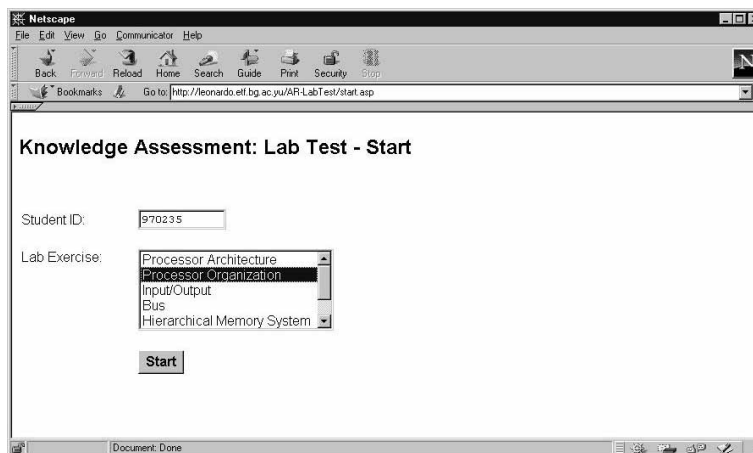 Netscape
File Edit View Go Communicator Help
Back Forward Reload Home Search Guide Print Security Stop
N
Bookmarks Go to: http://leonardo.etf.bg.ac.yu/AR-LabTest/start.asp
Knowledge Assessment: Lab Test - Start
Student ID: 970235
Lab Exercise: Processor Architecture
Processor Organization
Input/Output
Bus
Hierarchical Memory System
Start
Document: Done